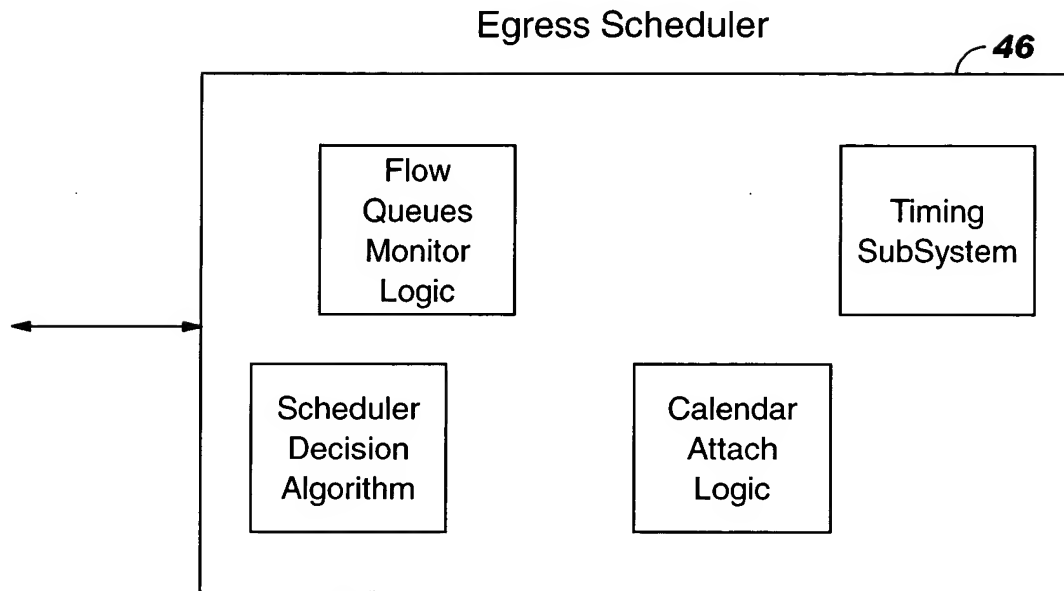 Egress Scheduler
46
Flow
Queues
Monitor
Logic
Timing
SubSystem
Scheduler
Decision
Algorithm
Calendar
Attach
Logic